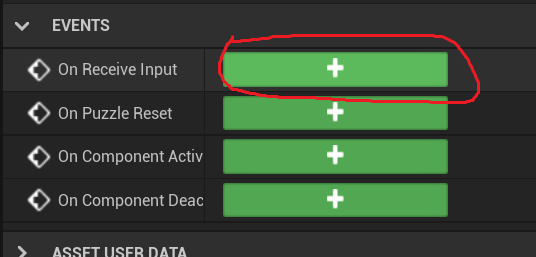 EVENTS
On Receive Input
On Puzzle Reset
On Component Activ
On Component Deac
ASSET USER DATA